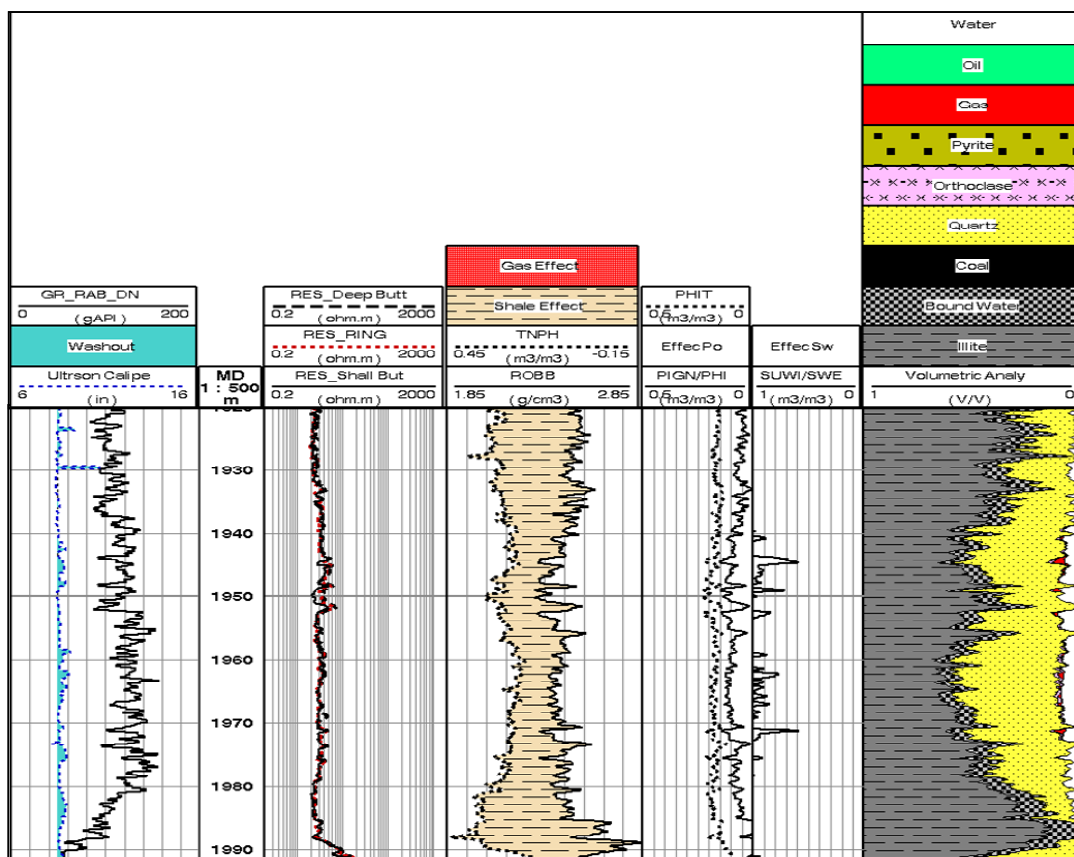 Water
Oil
Gas
Pyrite
Orthoclase
Quartz
Gas Effect
Coal
GR_RAB_DN
0 (gAPI) 200
RES_Deep Butt
0.2 (ohm.m) 2000
Shale Effect
PHIT
0.5 (m3/m3) 0
Bound Water
Washout
RES_RING
0.2 (ohm.m) 2000
TNPH
0.45 (m3/m3) -0.15
EffecPo
EffecSw
Illite
Ultrson Calipe
6 (in) 16
MD
1 : 500
m
RES_Shall But
0.2 (ohm.m) 2000
ROBB
1.85 (g/cm3) 2.85
PIGN/PHI
0.5 (m3/m3) 0
SUWI/SWE
1 (m3/m3) 0
Volumetric Analy
1 (V/V) 0
1930
1940
1950
1960
1970
1980
1990